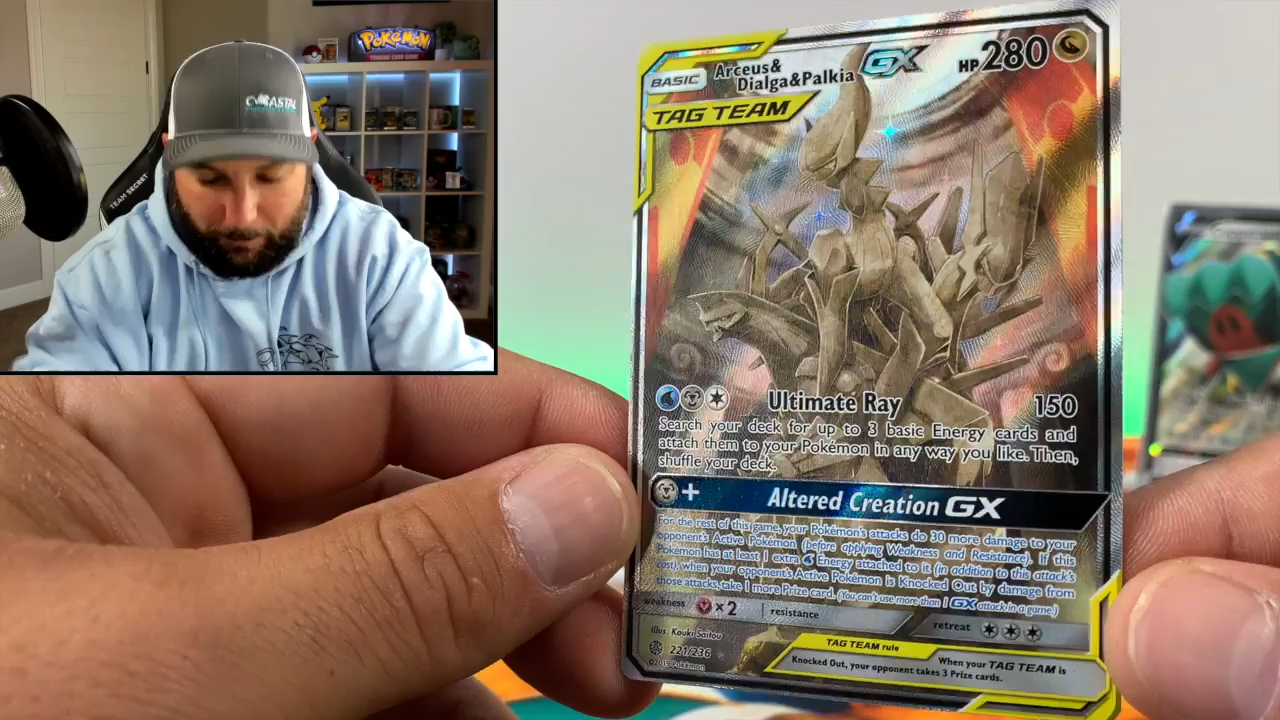 POKéMON
TRADING CARD GAME
COASTAL
TEAM SECRET
BASIC
Arceus&
Dialga&Palkia
GX
HP280
TAG TEAM
Ultimate Ray 150
Search your deck for up to 3 basic Energy cards and
attach them to your Pokémon in any way you like. Then,
shuffle your deck.
+ Altered Creation GX
For the rest of this game, your Pokémon's attacks do 30 more damage to your
opponent's Active Pokémon (before applying Weakness and Resistance). If this
Pokémon has at least 1 extra Energy attached to it (in addition to this attack's
cost), when your opponent's Active Pokémon is Knocked Out by damage from
those attacks, take 1 more Prize card. (You can't use more than 1 GX attack in a game.)
weakness ×2 resistance
retreat
Illus. Kouki Saitou
221/236
©2019 Pokémon
TAG TEAM rule
When your TAG TEAM is
Knocked Out, your opponent takes 3 Prize cards.